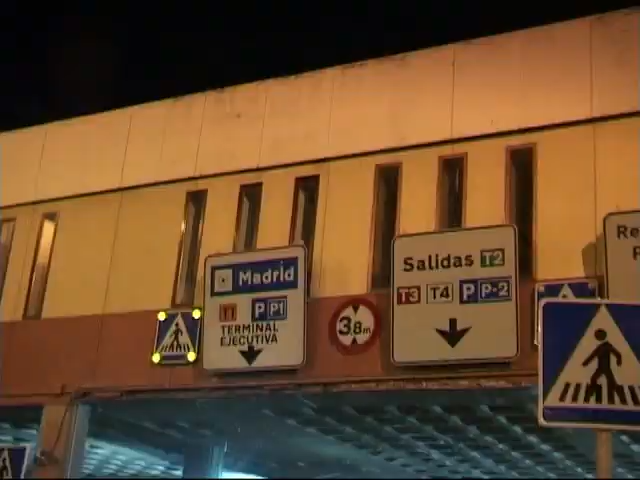 Madrid
T1 P P1
TERMINAL
EJECUTIVA
3,8m
Salidas T2
T3 T4 P P-2
Re